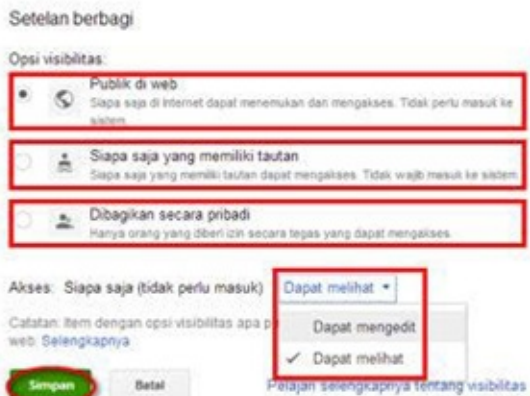 Setelan berbagi
Opsi visibilitas:
Publik di web
Siapa saja di Internet dapat menemukan dan mengakses. Tidak perlu masuk ke
sistem.
Siapa saja yang memiliki tautan
Siapa saja yang memiliki tautan dapat mengakses. Tidak wajib masuk ke sistem.
Dibagikan secara pribadi
Hanya orang yang diberi izin secara tegas yang dapat mengakses.
Akses: Siapa saja (tidak perlu masuk) Dapat melihat
Catatan: Item dengan opsi visibilitas apa p
Dapat mengedit
web. Selengkapnya
Dapat melihat
Simpan Batal Pelajari selengkapnya tentang visibilitas